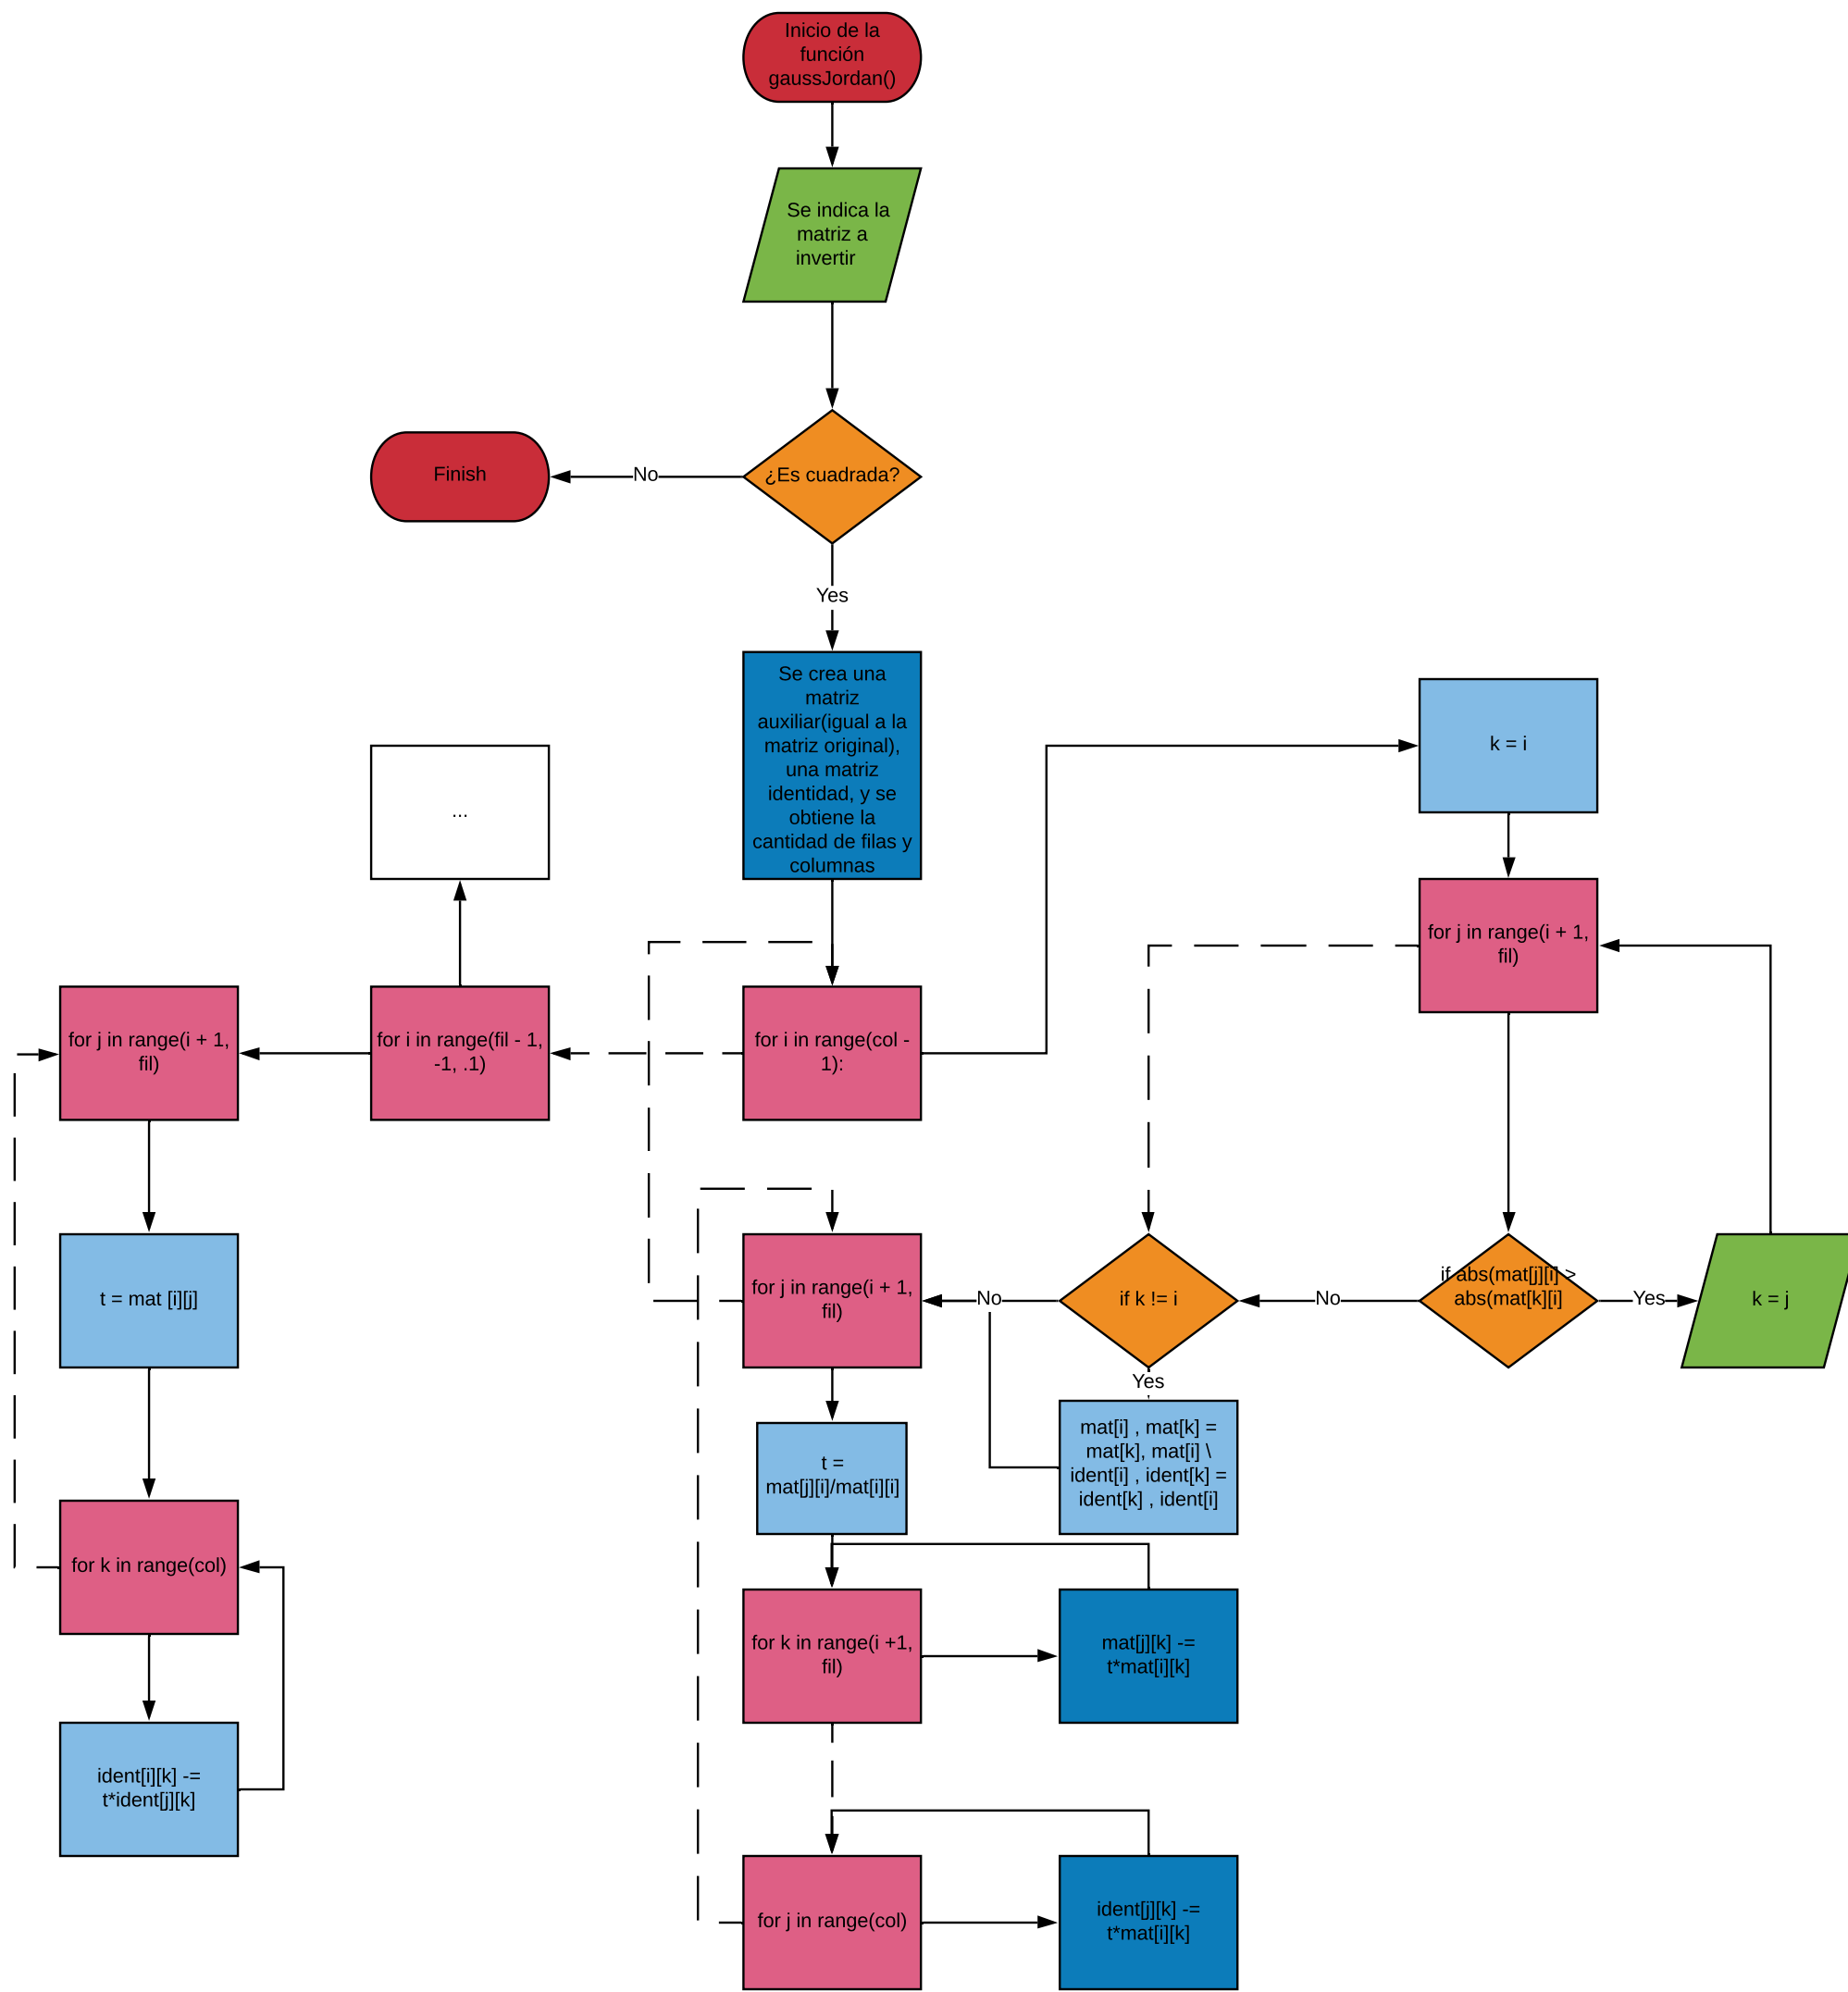 Inicio de la
función
gaussJordan()
Se indica la
matriz a
invertir
¿Es cuadrada?
No
Finish
Yes
Se crea una
matriz
auxiliar(igual a la
matriz original),
una matriz
identidad, y se
obtiene la
cantidad de filas y
columnas
k = i
...
for j in range(i + 1,
fil)
for j in range(i + 1,
fil)
for i in range(fil - 1,
-1, .1)
for i in range(col -
1):
t = mat [i][j]
for j in range(i + 1,
fil)
No
if k != i
No
if abs(mat[j][i] >
abs(mat[k][i]
Yes
k = j
Yes
mat[i] , mat[k] =
mat[k], mat[i] \
ident[i] , ident[k] =
ident[k] , ident[i]
t =
mat[j][i]/mat[i][i]
for k in range(col)
for k in range(i +1,
fil)
mat[j][k] -=
t*mat[i][k]
ident[i][k] -=
t*ident[j][k]
for j in range(col)
ident[j][k] -=
t*mat[i][k]